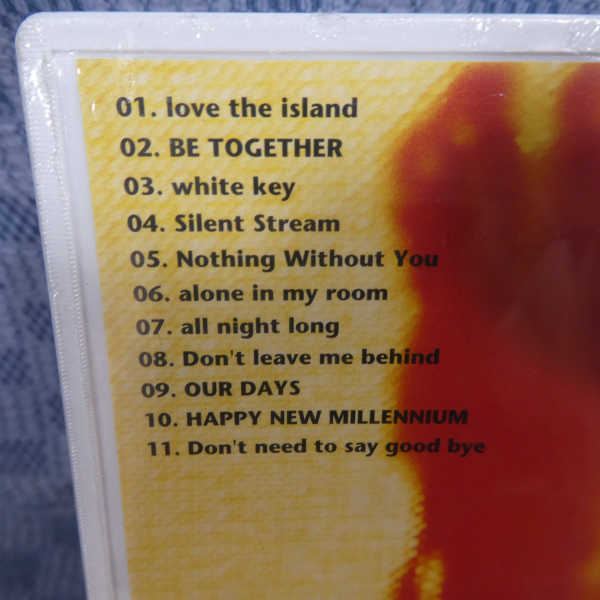 01. love the island
02. BE TOGETHER
03. white key
04. Silent Stream
05. Nothing Without You
06. alone in my room
07. all night long
08. Don't leave me behind
09. OUR DAYS
10. HAPPY NEW MILLENNIUM
11. Don't need to say good bye